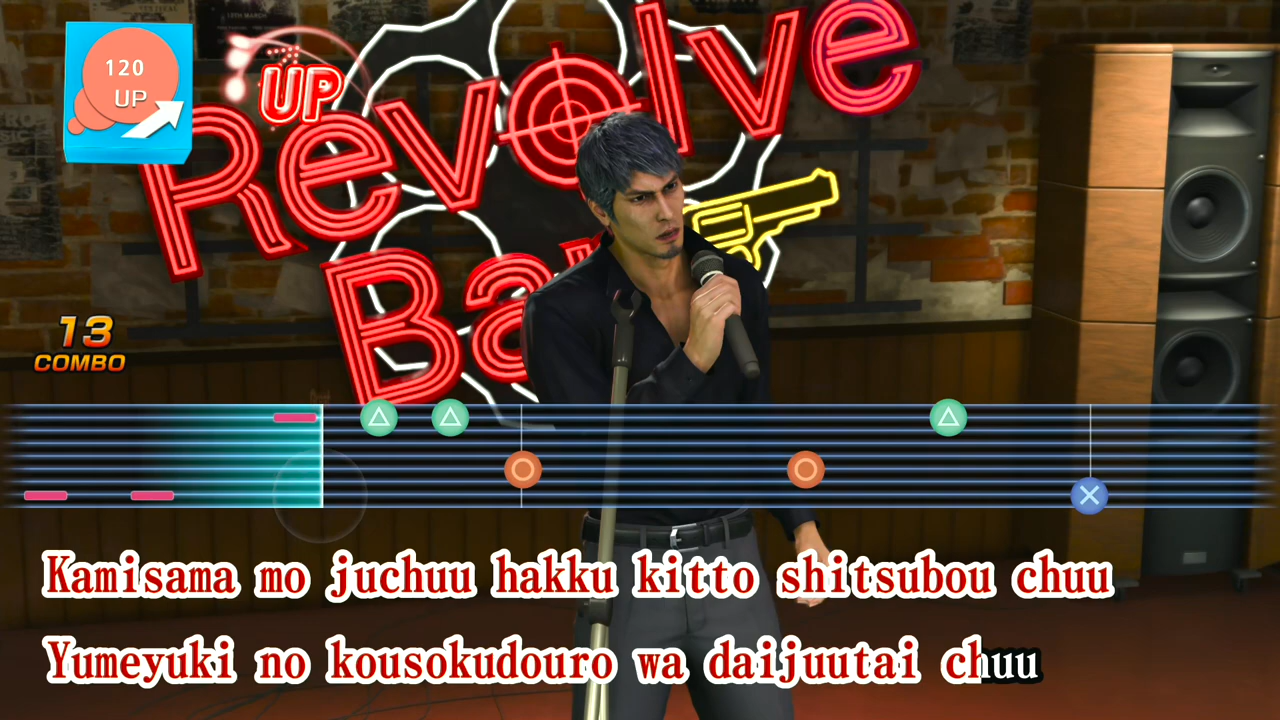 120
UP
UP
Revolve
Bar
13
COMBO
Kamisama mo juchuu hakku kitto shitsubou chuu
Yumeyuki no kousokudouro wa daijuutai chuu